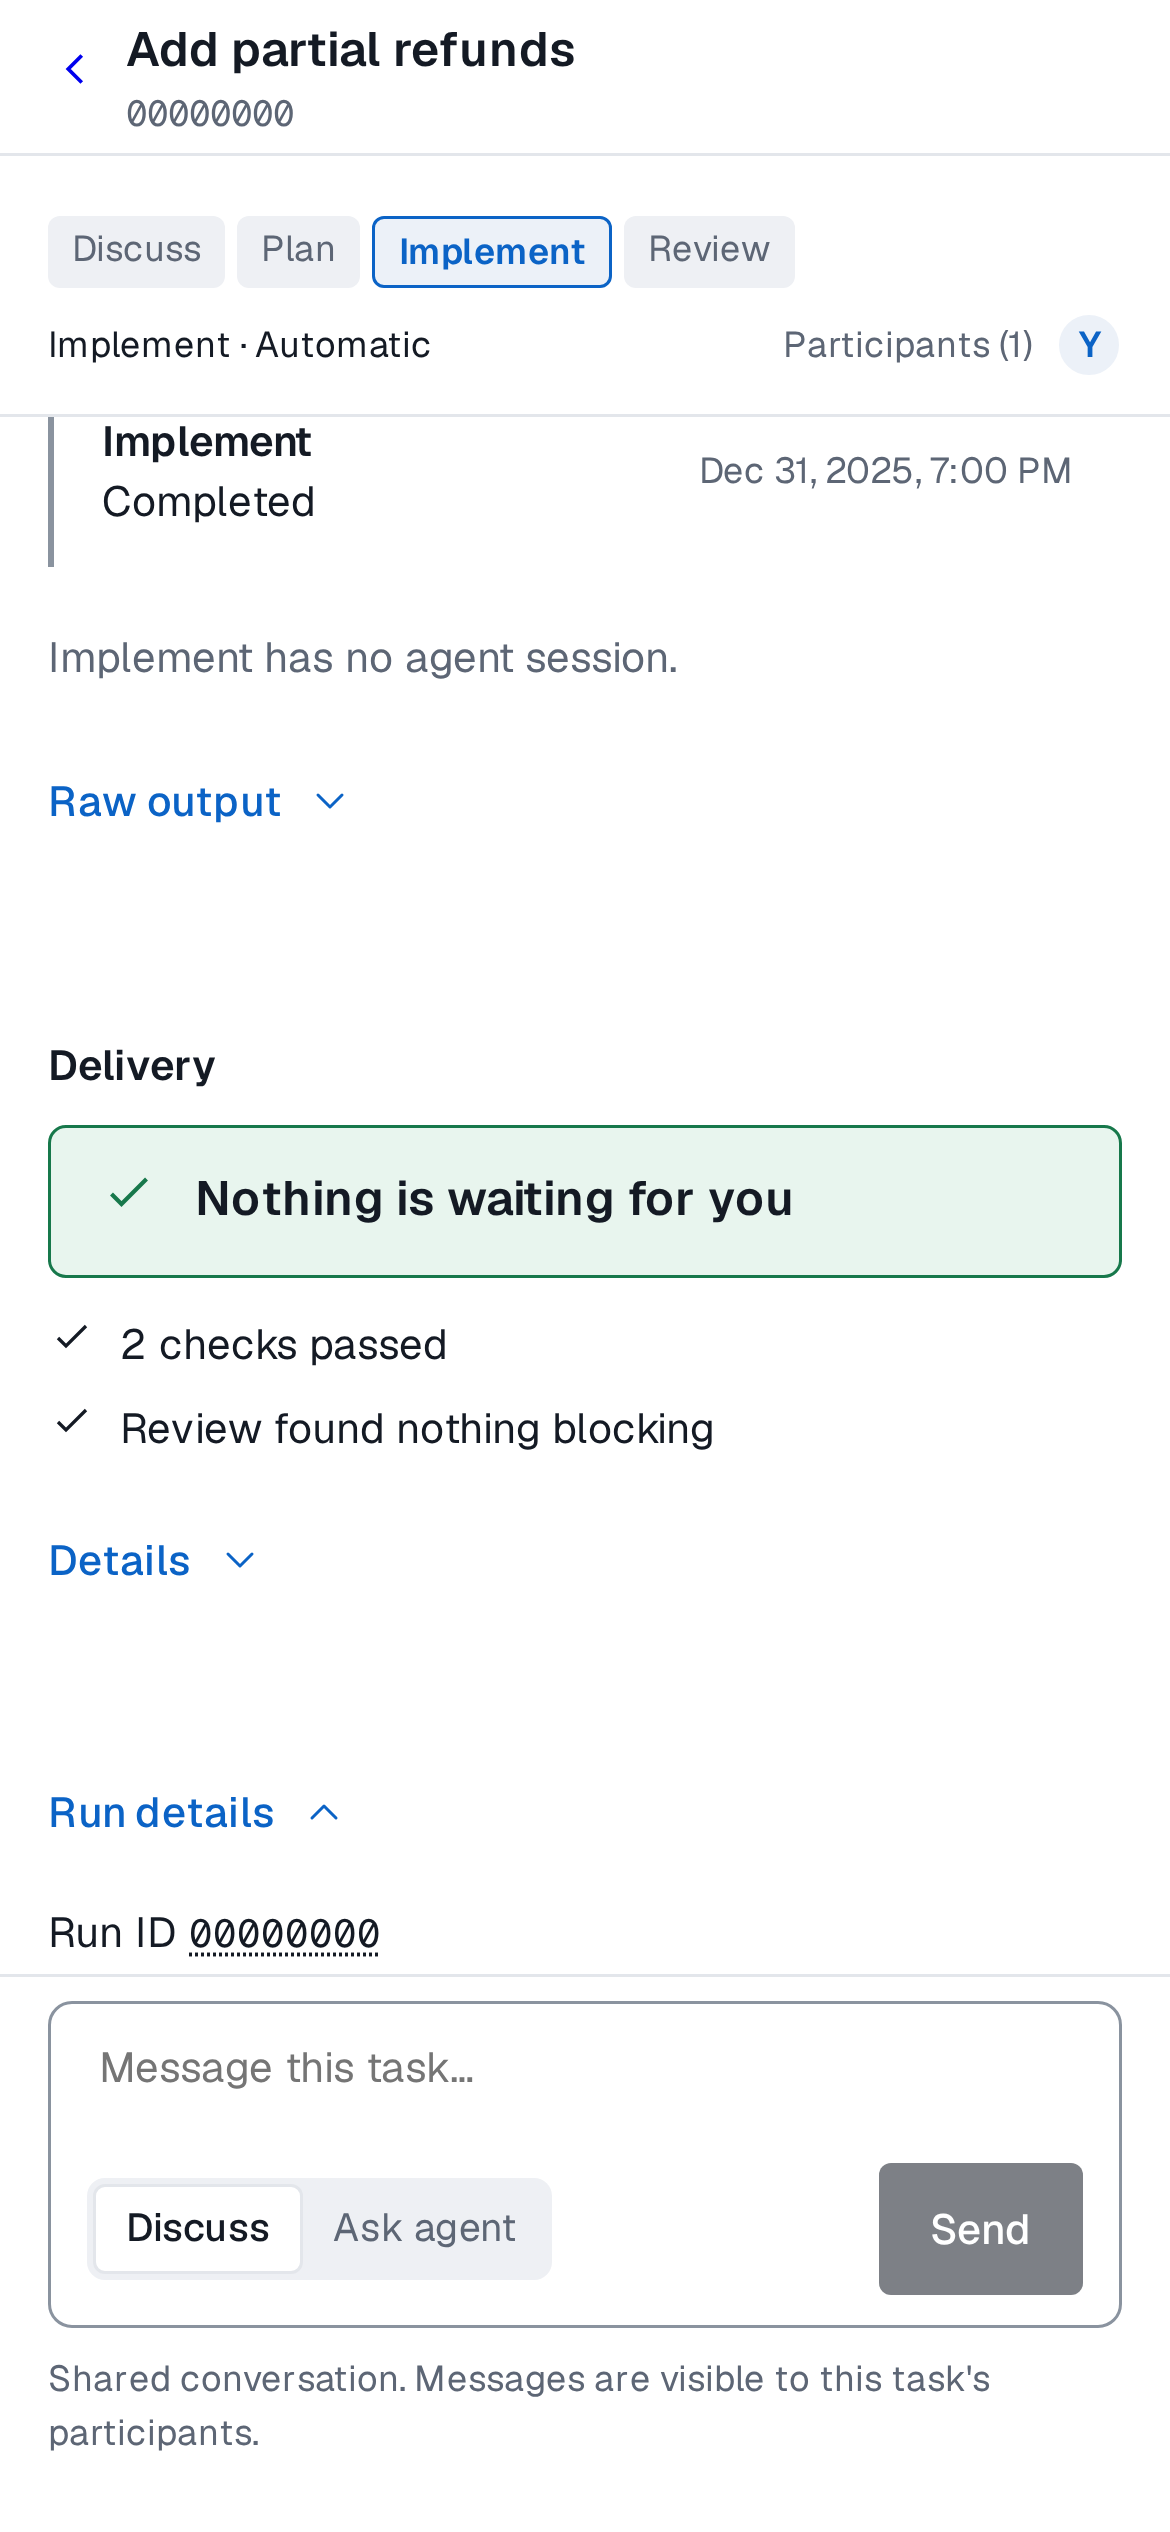 Add partial refunds
00000000
Discuss
Plan
Implement
Review
Implement · Automatic
Participants (1)
Y
Implement
Dec 31, 2025, 7:00 PM
Completed
Implement has no agent session.
Raw output
Delivery
Nothing is waiting for you
2 checks passed
Review found nothing blocking
Details
Run details
Run ID 00000000
Message this task…
Discuss
Ask agent
Send
Shared conversation. Messages are visible to this task's
participants.